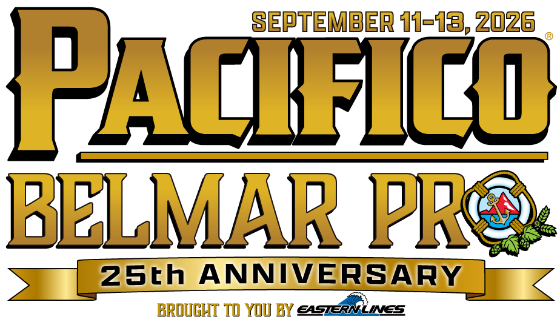 SEPTEMBER 11-13, 2026
PACIFICO®
BELMAR PRO
25th ANNIVERSARY
BROUGHT TO YOU BY EASTERN LINES